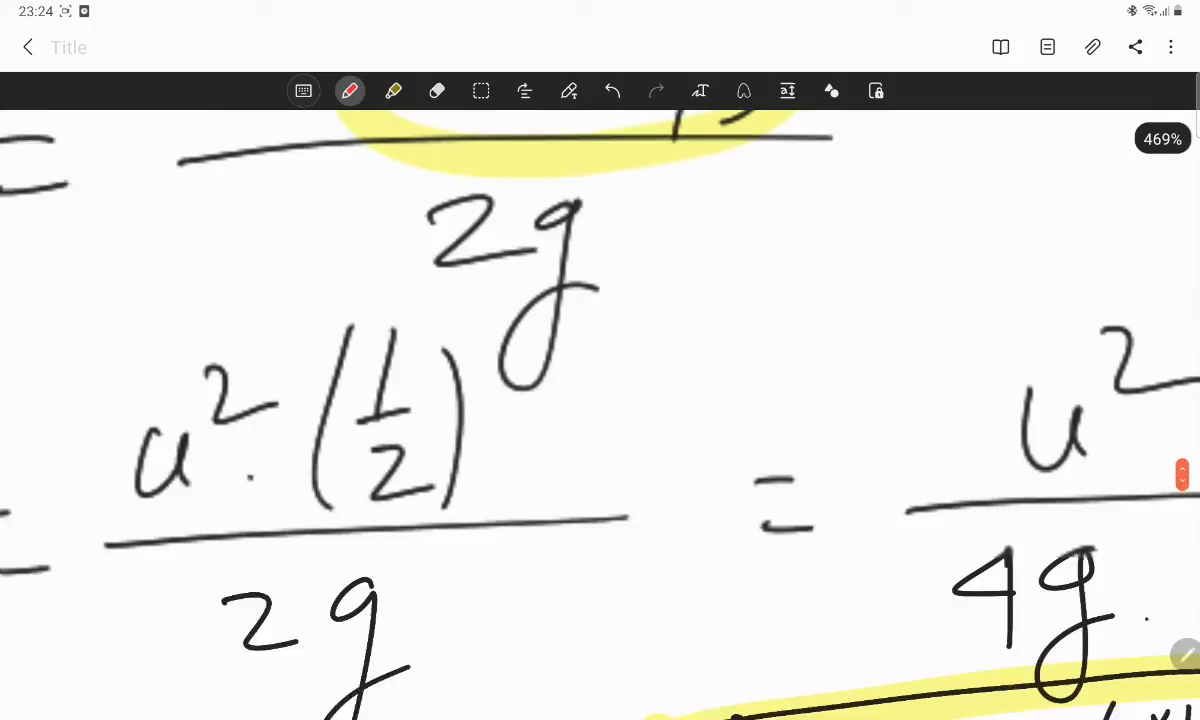 23:24
Title
469%
=
2g
= u². (1/2) / 2g = u² / 4g